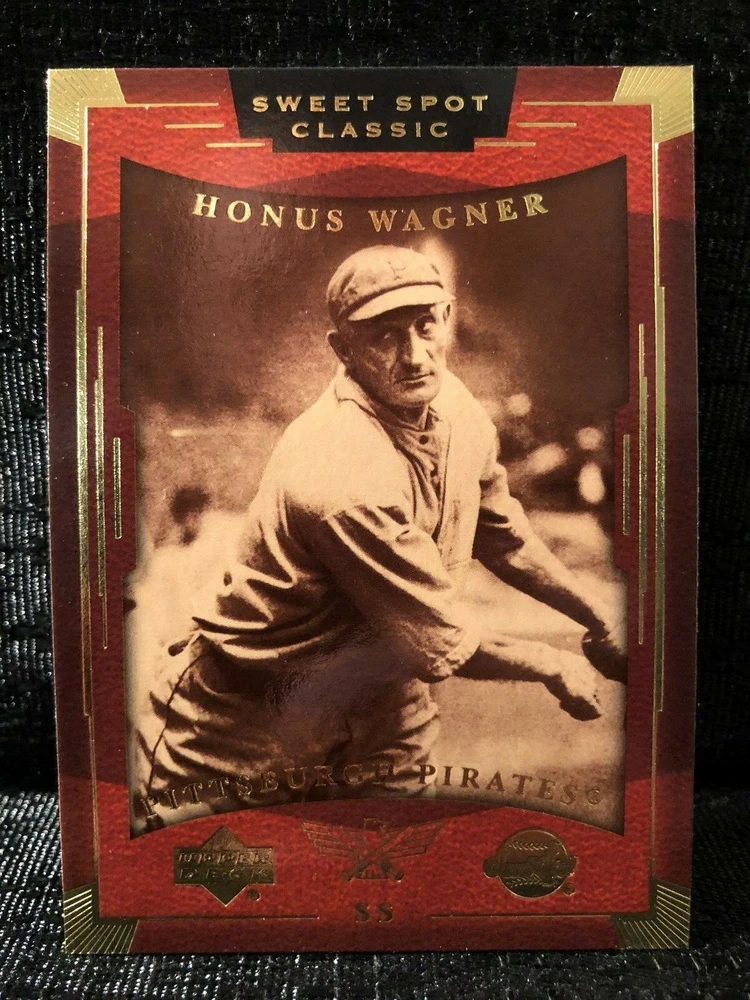 SWEET SPOT
CLASSIC
HONUS WAGNER
PITTSBURGH PIRATES©
UPPER
DECK
SS